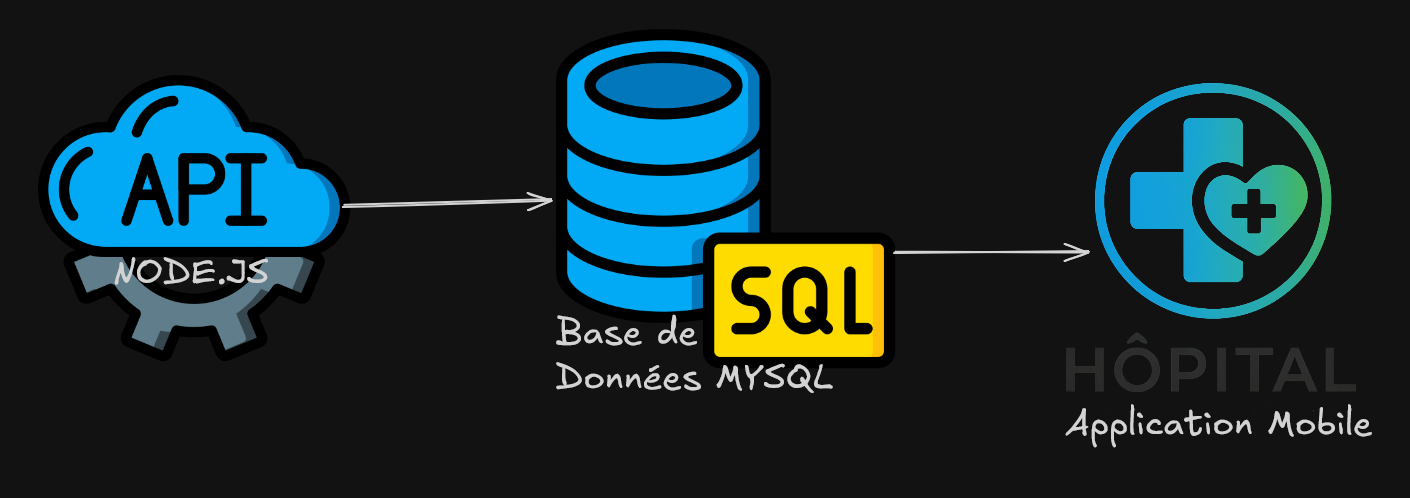 API
NODE.JS
SQL
Base de
Données MYSQL
HÔPITAL
Application Mobile